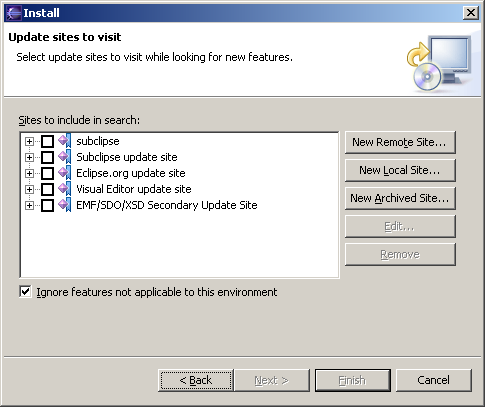 Install
Update sites to visit
Select update sites to visit while looking for new features.
Sites to include in search:
subclipse
Subclipse update site
Eclipse.org update site
Visual Editor update site
EMF/SDO/XSD Secondary Update Site
New Remote Site...
New Local Site...
New Archived Site...
Edit...
Remove
Ignore features not applicable to this environment
< Back
Next >
Finish
Cancel